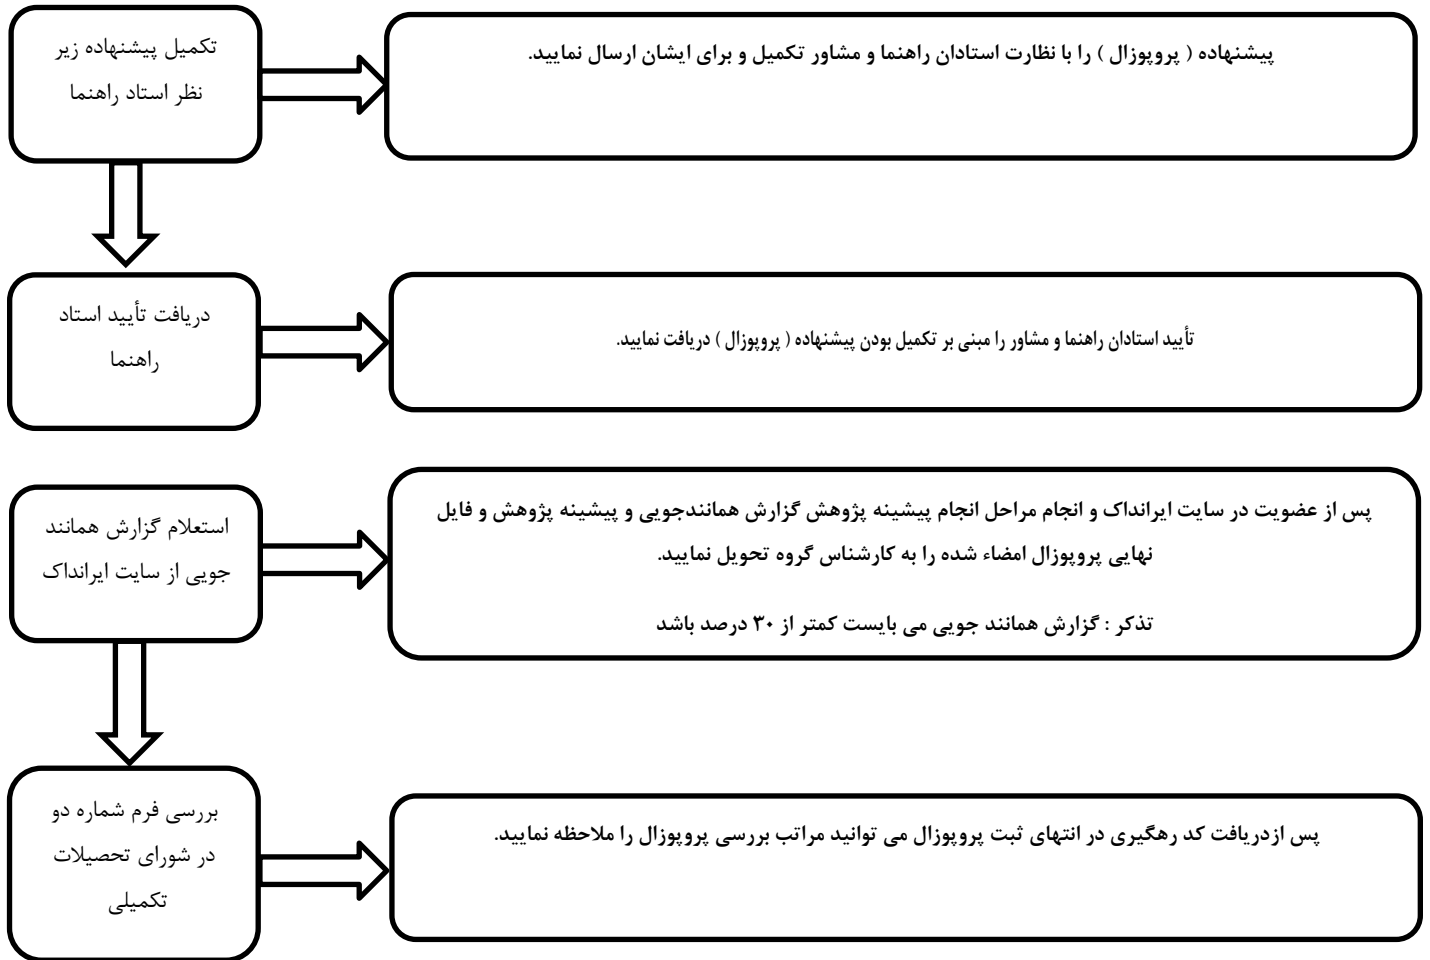 تکمیل پیشنهاده زیر
نظر استاد راهنما
پیشنهاده ( پروپوزال ) را با نظارت استادان راهنما و مشاور تکمیل و برای ایشان ارسال نمایید.
دریافت تأیید استاد
راهنما
تأیید استادان راهنما و مشاور را مبنی بر تکمیل بودن پیشنهاده ( پروپوزال ) دریافت نمایید.
استعلام گزارش همانند
جویی از سایت ایرانداک
پس از عضویت در سایت ایرانداک و انجام مراحل انجام پیشینه پژوهش گزارش همانندجویی و پیشینه پژوهش و فایل
نهایی پروپوزال امضاء شده را به کارشناس گروه تحویل نمایید.
تذکر : گزارش همانند جویی می بایست کمتر از ۳۰ درصد باشد
بررسی فرم شماره دو
در شورای تحصیلات
تکمیلی
پس ازدریافت کد رهگیری در انتهای ثبت پروپوزال می توانید مراتب بررسی پروپوزال را ملاحظه نمایید.